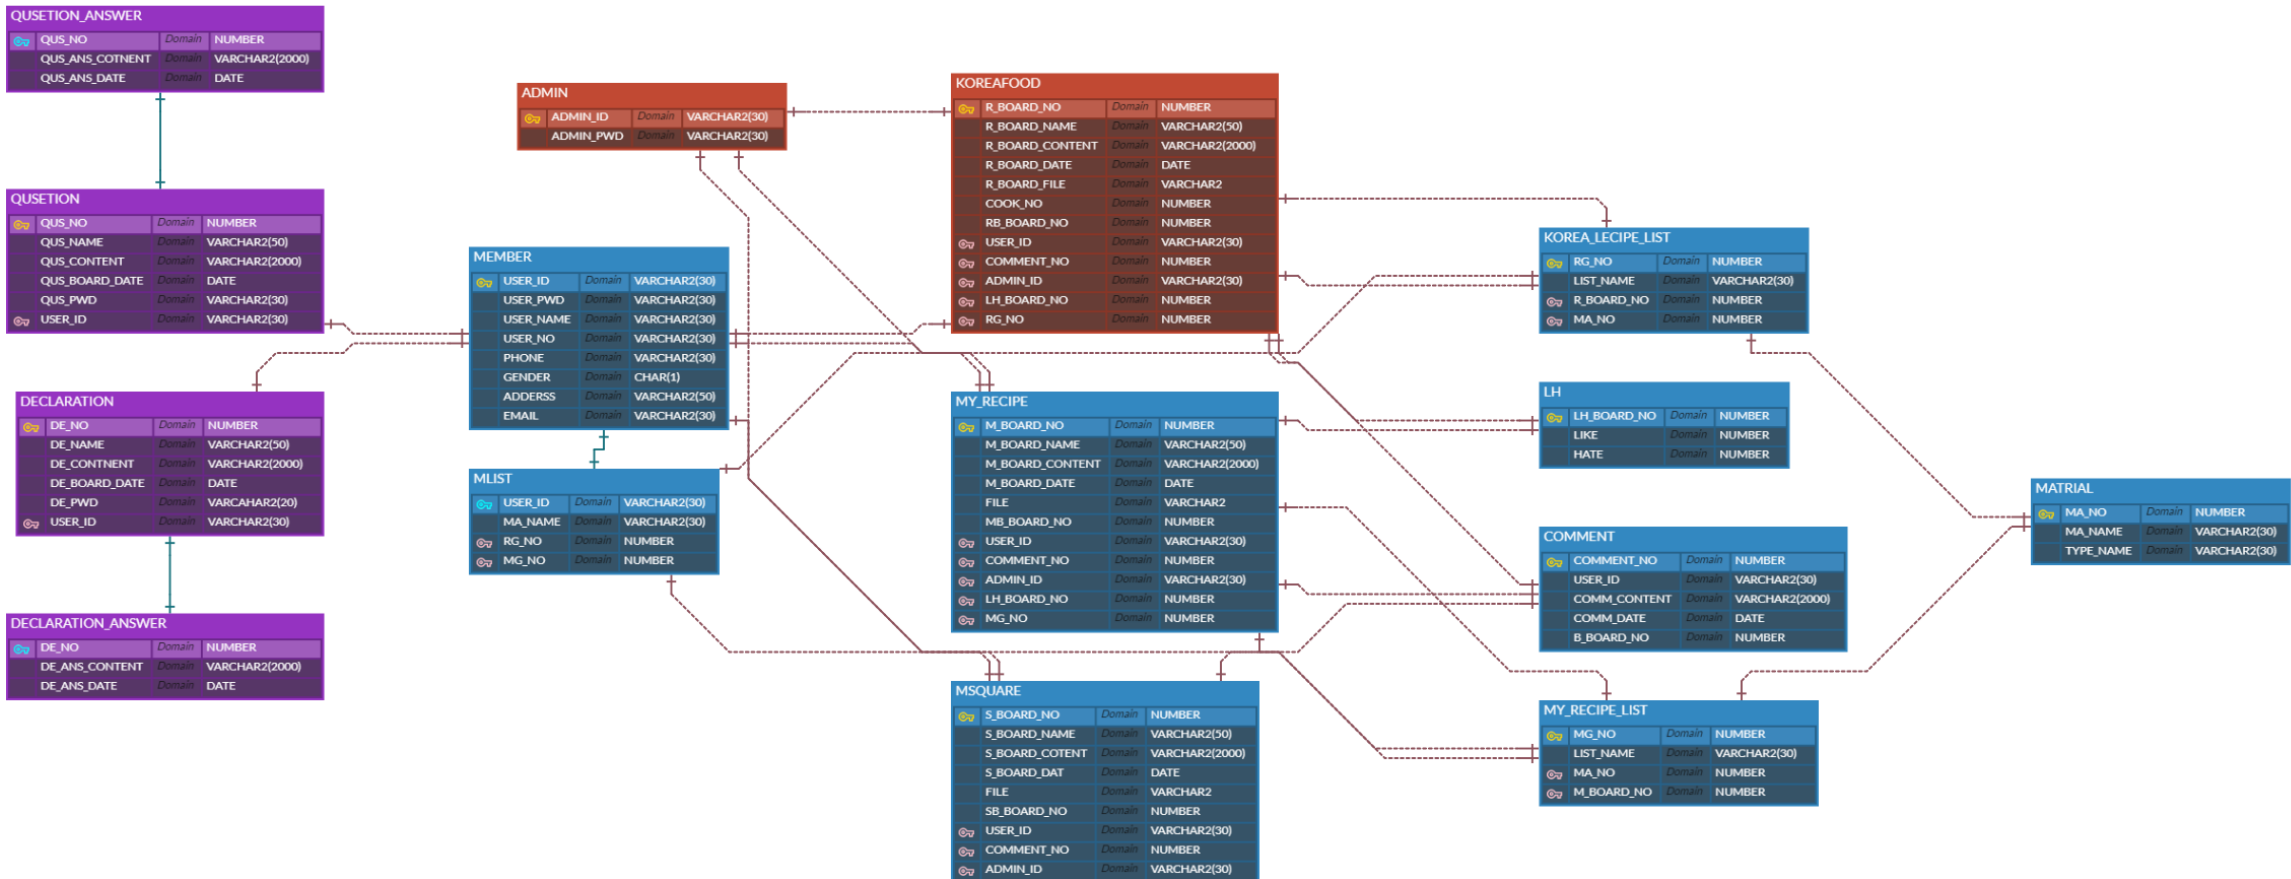 QUSETION_ANSWER
QUS_NO Domain NUMBER
QUS_ANS_COTNENT Domain VARCHAR2(2000)
QUS_ANS_DATE Domain DATE
QUSETION
QUS_NO Domain NUMBER
QUS_NAME Domain VARCHAR2(50)
QUS_CONTENT Domain VARCHAR2(2000)
QUS_BOARD_DATE Domain DATE
QUS_PWD Domain VARCHAR2(30)
USER_ID Domain VARCHAR2(30)
DECLARATION
DE_NO Domain NUMBER
DE_NAME Domain VARCHAR2(50)
DE_CONTNENT Domain VARCHAR2(2000)
DE_BOARD_DATE Domain DATE
DE_PWD Domain VARCAHAR2(20)
USER_ID Domain VARCHAR2(30)
DECLARATION_ANSWER
DE_NO Domain NUMBER
DE_ANS_CONTENT Domain VARCHAR2(2000)
DE_ANS_DATE Domain DATE
ADMIN
ADMIN_ID Domain VARCHAR2(30)
ADMIN_PWD Domain VARCHAR2(30)
MEMBER
USER_ID Domain VARCHAR2(30)
USER_PWD Domain VARCHAR2(30)
USER_NAME Domain VARCHAR2(30)
USER_NO Domain VARCHAR2(30)
PHONE Domain VARCHAR2(30)
GENDER Domain CHAR(1)
ADDERSS Domain VARCHAR2(50)
EMAIL Domain VARCHAR2(30)
MLIST
USER_ID Domain VARCHAR2(30)
MA_NAME Domain VARCHAR2(30)
RG_NO Domain NUMBER
MG_NO Domain NUMBER
KOREAFOOD
R_BOARD_NO Domain NUMBER
R_BOARD_NAME Domain VARCHAR2(50)
R_BOARD_CONTENT Domain VARCHAR2(2000)
R_BOARD_DATE Domain DATE
R_BOARD_FILE Domain VARCHAR2
COOK_NO Domain NUMBER
RB_BOARD_NO Domain NUMBER
USER_ID Domain VARCHAR2(30)
COMMENT_NO Domain NUMBER
ADMIN_ID Domain VARCHAR2(30)
LH_BOARD_NO Domain NUMBER
RG_NO Domain NUMBER
MY_RECIPE
M_BOARD_NO Domain NUMBER
M_BOARD_NAME Domain VARCHAR2(50)
M_BOARD_CONTENT Domain VARCHAR2(2000)
M_BOARD_DATE Domain DATE
FILE Domain VARCHAR2
MB_BOARD_NO Domain NUMBER
USER_ID Domain VARCHAR2(30)
COMMENT_NO Domain NUMBER
ADMIN_ID Domain VARCHAR2(30)
LH_BOARD_NO Domain NUMBER
MG_NO Domain NUMBER
MSQUARE
S_BOARD_NO Domain NUMBER
S_BOARD_NAME Domain VARCHAR2(50)
S_BOARD_COTENT Domain VARCHAR2(2000)
S_BOARD_DAT Domain DATE
FILE Domain VARCHAR2
SB_BOARD_NO Domain NUMBER
USER_ID Domain VARCHAR2(30)
COMMENT_NO Domain NUMBER
ADMIN_ID Domain VARCHAR2(30)
KOREA_LECIPE_LIST
RG_NO Domain NUMBER
LIST_NAME Domain VARCHAR2(30)
R_BOARD_NO Domain NUMBER
MA_NO Domain NUMBER
LH
LH_BOARD_NO Domain NUMBER
LIKE Domain NUMBER
HATE Domain NUMBER
COMMENT
COMMENT_NO Domain NUMBER
USER_ID Domain VARCHAR2(30)
COMM_CONTENT Domain VARCHAR2(2000)
COMM_DATE Domain DATE
B_BOARD_NO Domain NUMBER
MY_RECIPE_LIST
MG_NO Domain NUMBER
LIST_NAME Domain VARCHAR2(30)
MA_NO Domain NUMBER
M_BOARD_NO Domain NUMBER
MATRIAL
MA_NO Domain NUMBER
MA_NAME Domain VARCHAR2(30)
TYPE_NAME Domain VARCHAR2(30)